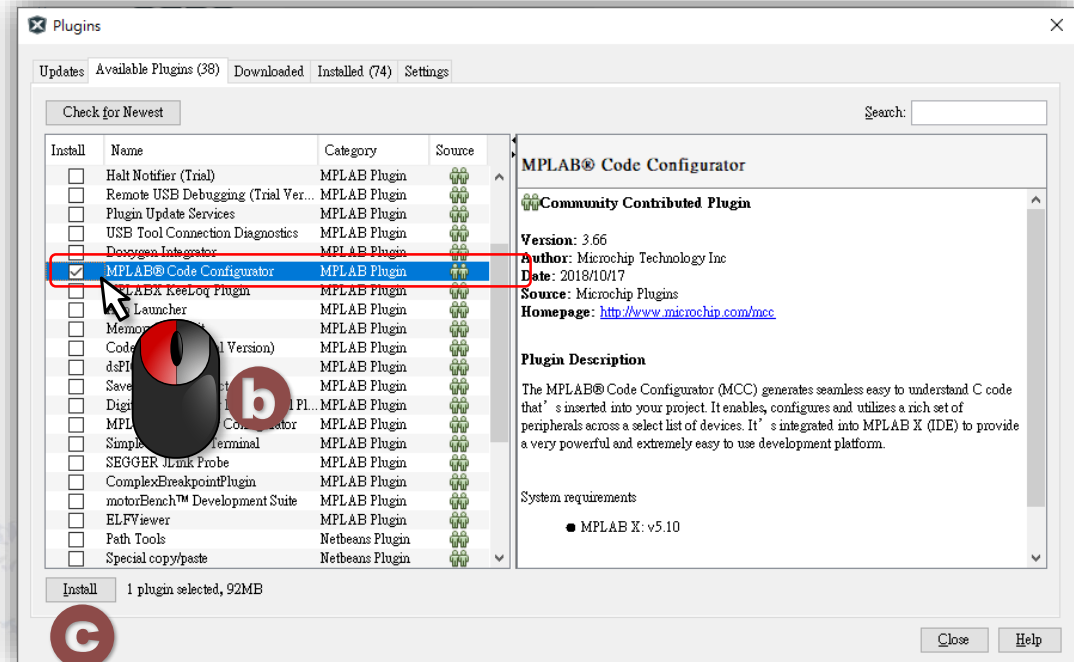 Plugins
Updates Available Plugins (38) Downloaded Installed (74) Settings
Check for Newest Search:
Install Name Category Source
Halt Notifier (Trial) MPLAB Plugin
Remote USB Debugging (Trial Ver... MPLAB Plugin
Plugin Update Services MPLAB Plugin
USB Tool Connection Diagnostics MPLAB Plugin
Doxygen Integrator MPLAB Plugin
MPLAB® Code Configurator MPLAB Plugin
KeeLoq Plugin MPLAB Plugin
Launcher MPLAB Plugin
MPLAB Plugin
Version) MPLAB Plugin
MPLAB Plugin
MPLAB Plugin
Pl... MPLAB Plugin
MPLAB Plugin
Terminal MPLAB Plugin
SEGGER JLink Probe MPLAB Plugin
ComplexBreakpointPlugin MPLAB Plugin
motorBench™ Development Suite MPLAB Plugin
ELFViewer MPLAB Plugin
Path Tools Netbeans Plugin
Special copy/paste Netbeans Plugin
b
MPLAB® Code Configurator
Community Contributed Plugin
Version: 3.66
Author: Microchip Technology Inc
Date: 2018/10/17
Source: Microchip Plugins
Homepage: http://www.microchip.com/mcc
Plugin Description
The MPLAB® Code Configurator (MCC) generates seamless easy to understand C code
that’s inserted into your project. It enables, configures and utilizes a rich set of
peripherals across a select list of devices. It’s integrated into MPLAB X (IDE) to provide
a very powerful and extremely easy to use development platform.
System requirements
● MPLAB X: v5.10
Install 1 plugin selected, 92MB
C
Close Help